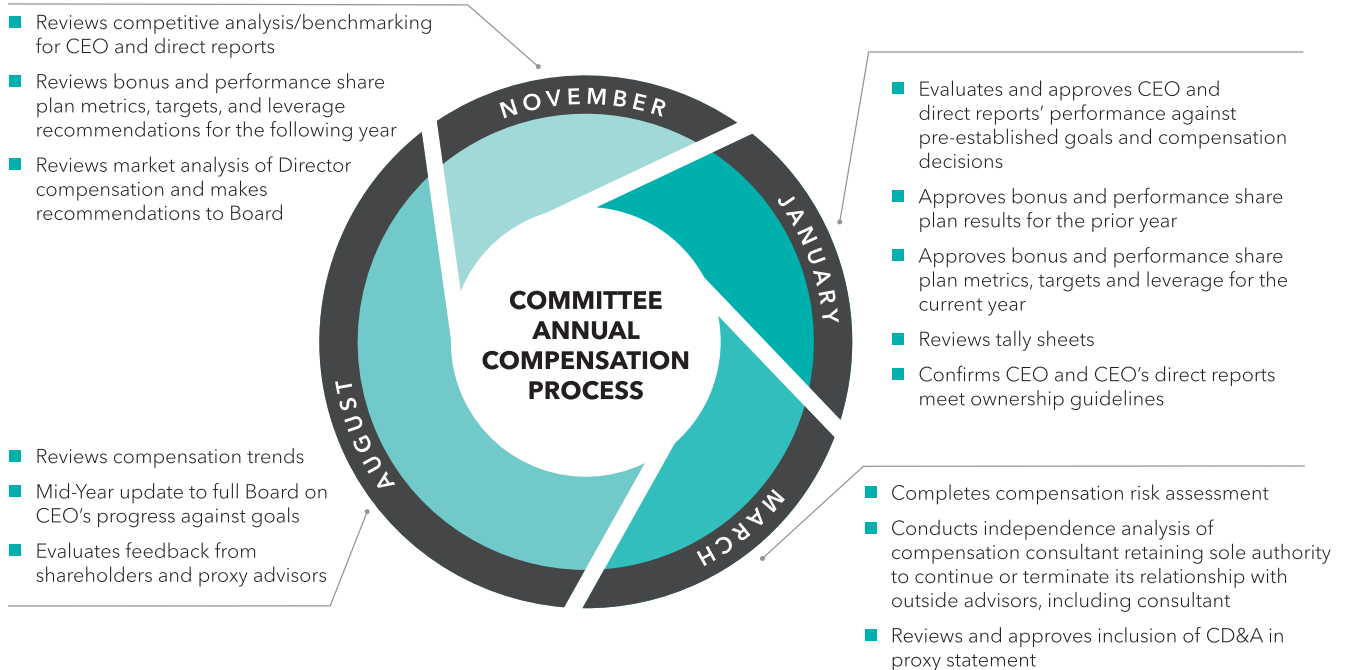 Reviews competitive analysis/benchmarking
for CEO and direct reports
Reviews bonus and performance share
plan metrics, targets, and leverage
recommendations for the following year
Reviews market analysis of Director
compensation and makes
recommendations to Board
NOVEMBER
JANUARY
Evaluates and approves CEO and
direct reports’ performance against
pre-established goals and compensation
decisions
Approves bonus and performance share
plan results for the prior year
Approves bonus and performance share
plan metrics, targets and leverage for the
current year
Reviews tally sheets
Confirms CEO and CEO’s direct reports
meet ownership guidelines
COMMITTEE
ANNUAL
COMPENSATION
PROCESS
MARCH
Completes compensation risk assessment
Conducts independence analysis of
compensation consultant retaining sole authority
to continue or terminate its relationship with
outside advisors, including consultant
Reviews and approves inclusion of CD&A in
proxy statement
AUGUST
Reviews compensation trends
Mid-Year update to full Board on
CEO’s progress against goals
Evaluates feedback from
shareholders and proxy advisors